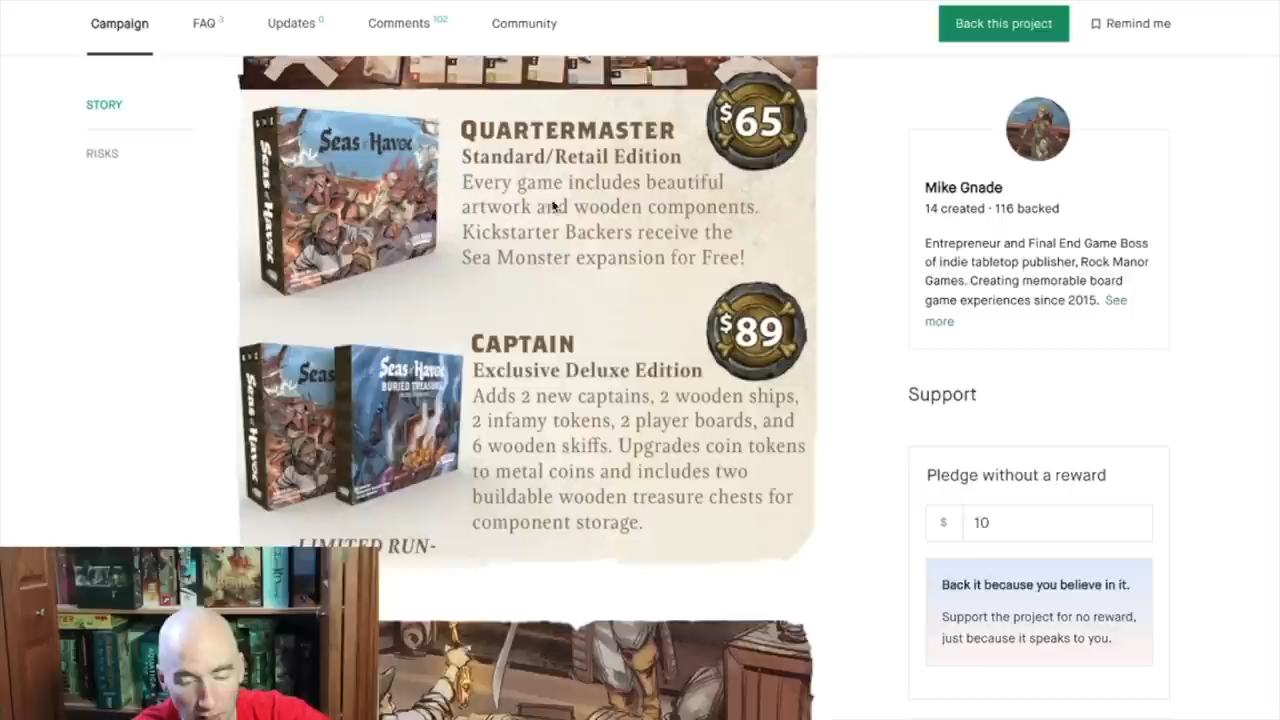 Campaign
FAQ 3
Updates 0
Comments 102
Community
Back this project
Remind me
STORY
RISKS
Seas of Havoc
Seas of Havoc
$65
QUARTERMASTER
Standard/Retail Edition
Every game includes beautiful
artwork and wooden components.
Kickstarter Backers receive the
Sea Monster expansion for Free!
Seas of Havoc
Seas
Seas of Havoc
BURIED TREASURE
$89
CAPTAIN
Exclusive Deluxe Edition
Adds 2 new captains, 2 wooden ships,
2 infamy tokens, 2 player boards, and
6 wooden skiffs. Upgrades coin tokens
to metal coins and includes two
buildable wooden treasure chests for
component storage.
-LIMITED RUN-
Mike Gnade
14 created · 116 backed
Entrepreneur and Final End Game Boss
of indie tabletop publisher, Rock Manor
Games. Creating memorable board
game experiences since 2015. See
more
Support
Pledge without a reward
$ 10
Back it because you believe in it.
Support the project for no reward,
just because it speaks to you.